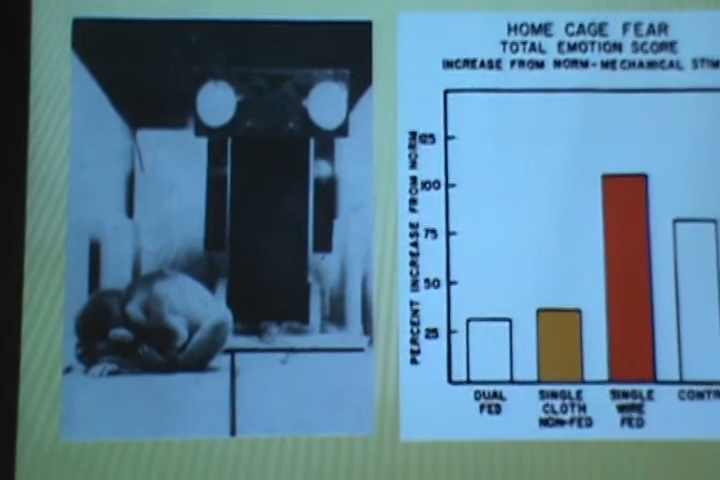 HOME CAGE FEAR
TOTAL EMOTION SCORE
INCREASE FROM NORM-MECHANICAL STIM
PERCENT INCREASE FROM NORM
125
100
75
50
25
DUAL
FED
SINGLE
CLOTH
NON-FED
SINGLE
WIRE
FED
CONTR